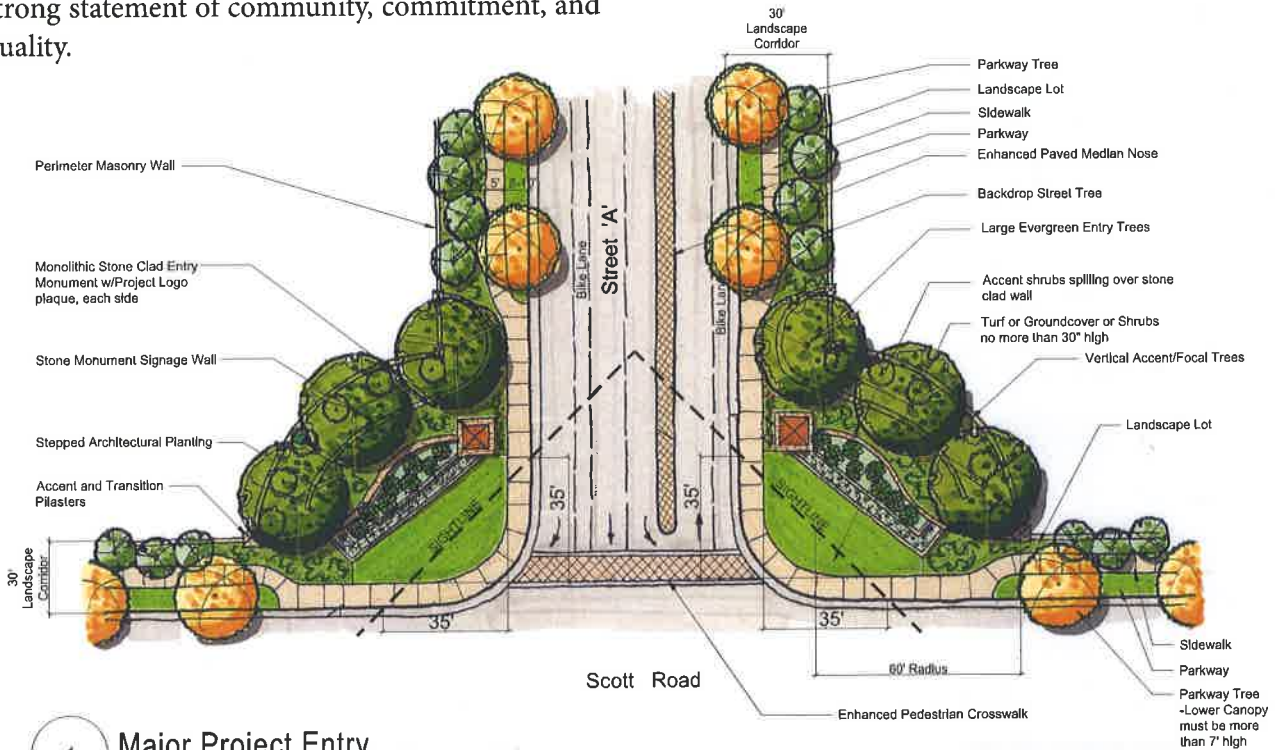 trong statement of community, commitment, and
uality.
30'
Landscape
Corridor
Parkway Tree
Landscape Lot
Sidewalk
Parkway
Enhanced Paved Median Nose
Backdrop Street Tree
Large Evergreen Entry Trees
Accent shrubs spilling over stone
clad wall
Turf or Groundcover or Shrubs
no more than 30" high
Vertical Accent/Focal Trees
Landscape Lot
Perimeter Masonry Wall
Monolithic Stone Clad Entry
Monument w/Project Logo
plaque, each side
Stone Monument Signage Wall
Stepped Architectural Planting
Accent and Transition
Pilasters
30'
Landscape
Corridor
5'
Bike Lane
Street 'A'
Bike Lan
35'
35'
SIGHTLINE
SIGHTLINE
35'
35'
60' Radius
Scott Road
Enhanced Pedestrian Crosswalk
Sidewalk
Parkway
Parkway Tree
-Lower Canopy
must be more
than 7' high
Major Project Entry